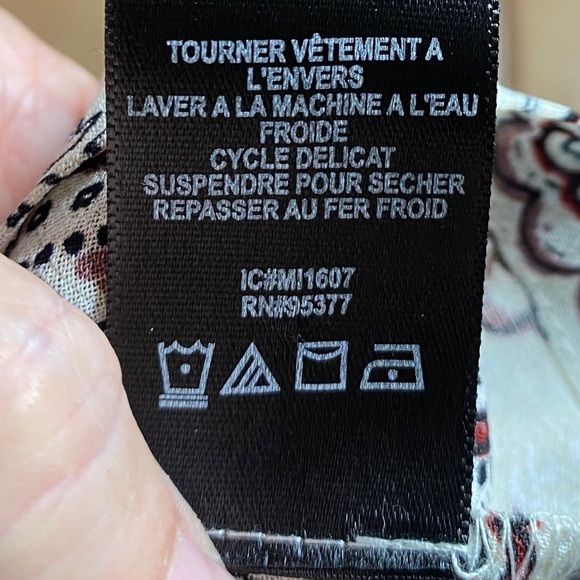 TOURNER VÊTEMENT A
L'ENVERS
LAVER A LA MACHINE A L'EAU
FROIDE
CYCLE DELICAT
SUSPENDRE POUR SECHER
REPASSER AU FER FROID
IC#MI1607
RN#95377